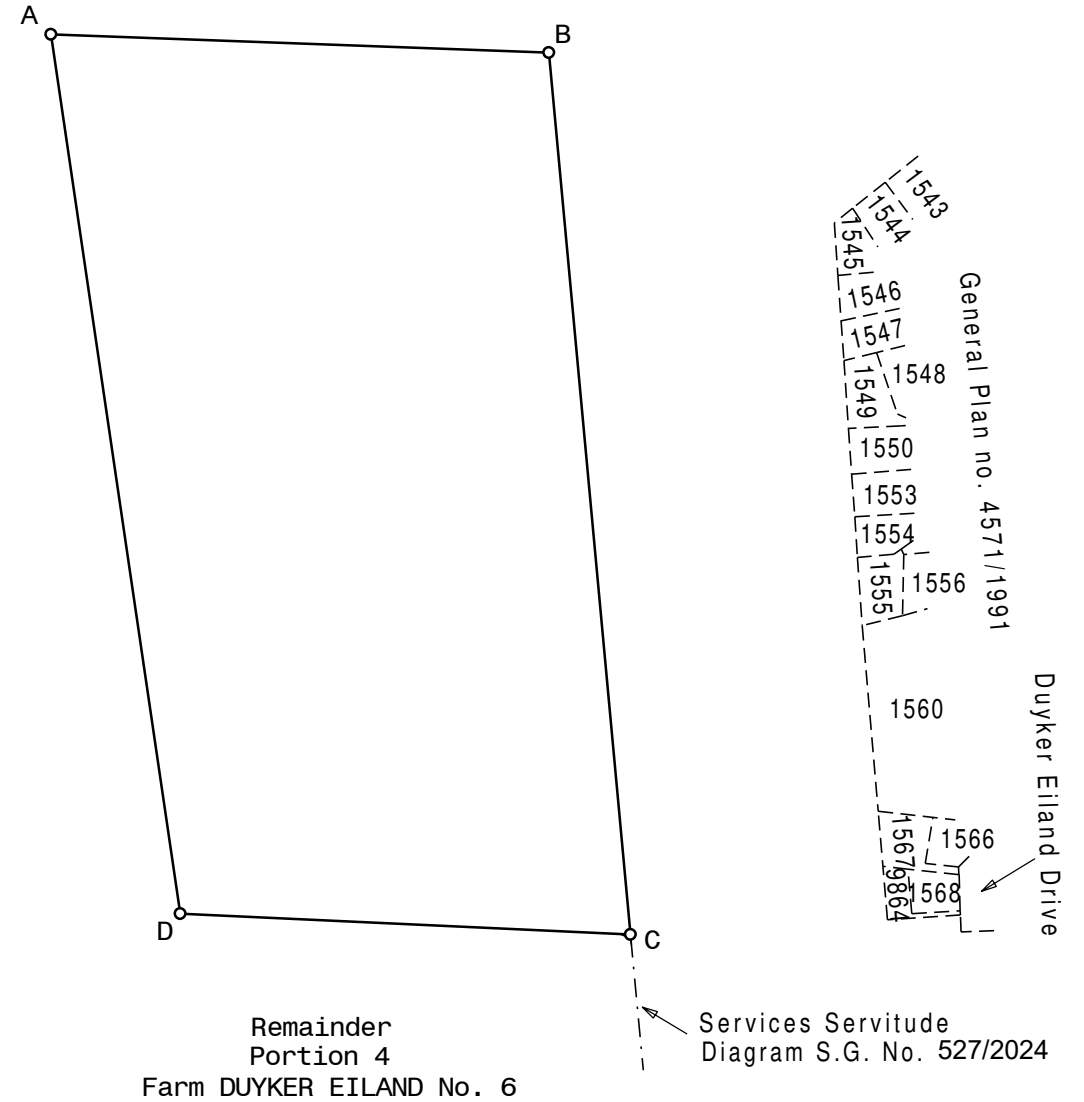 A
B
1543
1544
1545
1546
1547
1548
1549
1550
1553
1554
1555
1556
General Plan no. 4571/1991
1560
Duyker Eiland Drive
1567
1566
9864
1568
D
C
Services Servitude
Diagram S.G. No. 527/2024
Remainder
Portion 4
Farm DUYKER EILAND No. 6